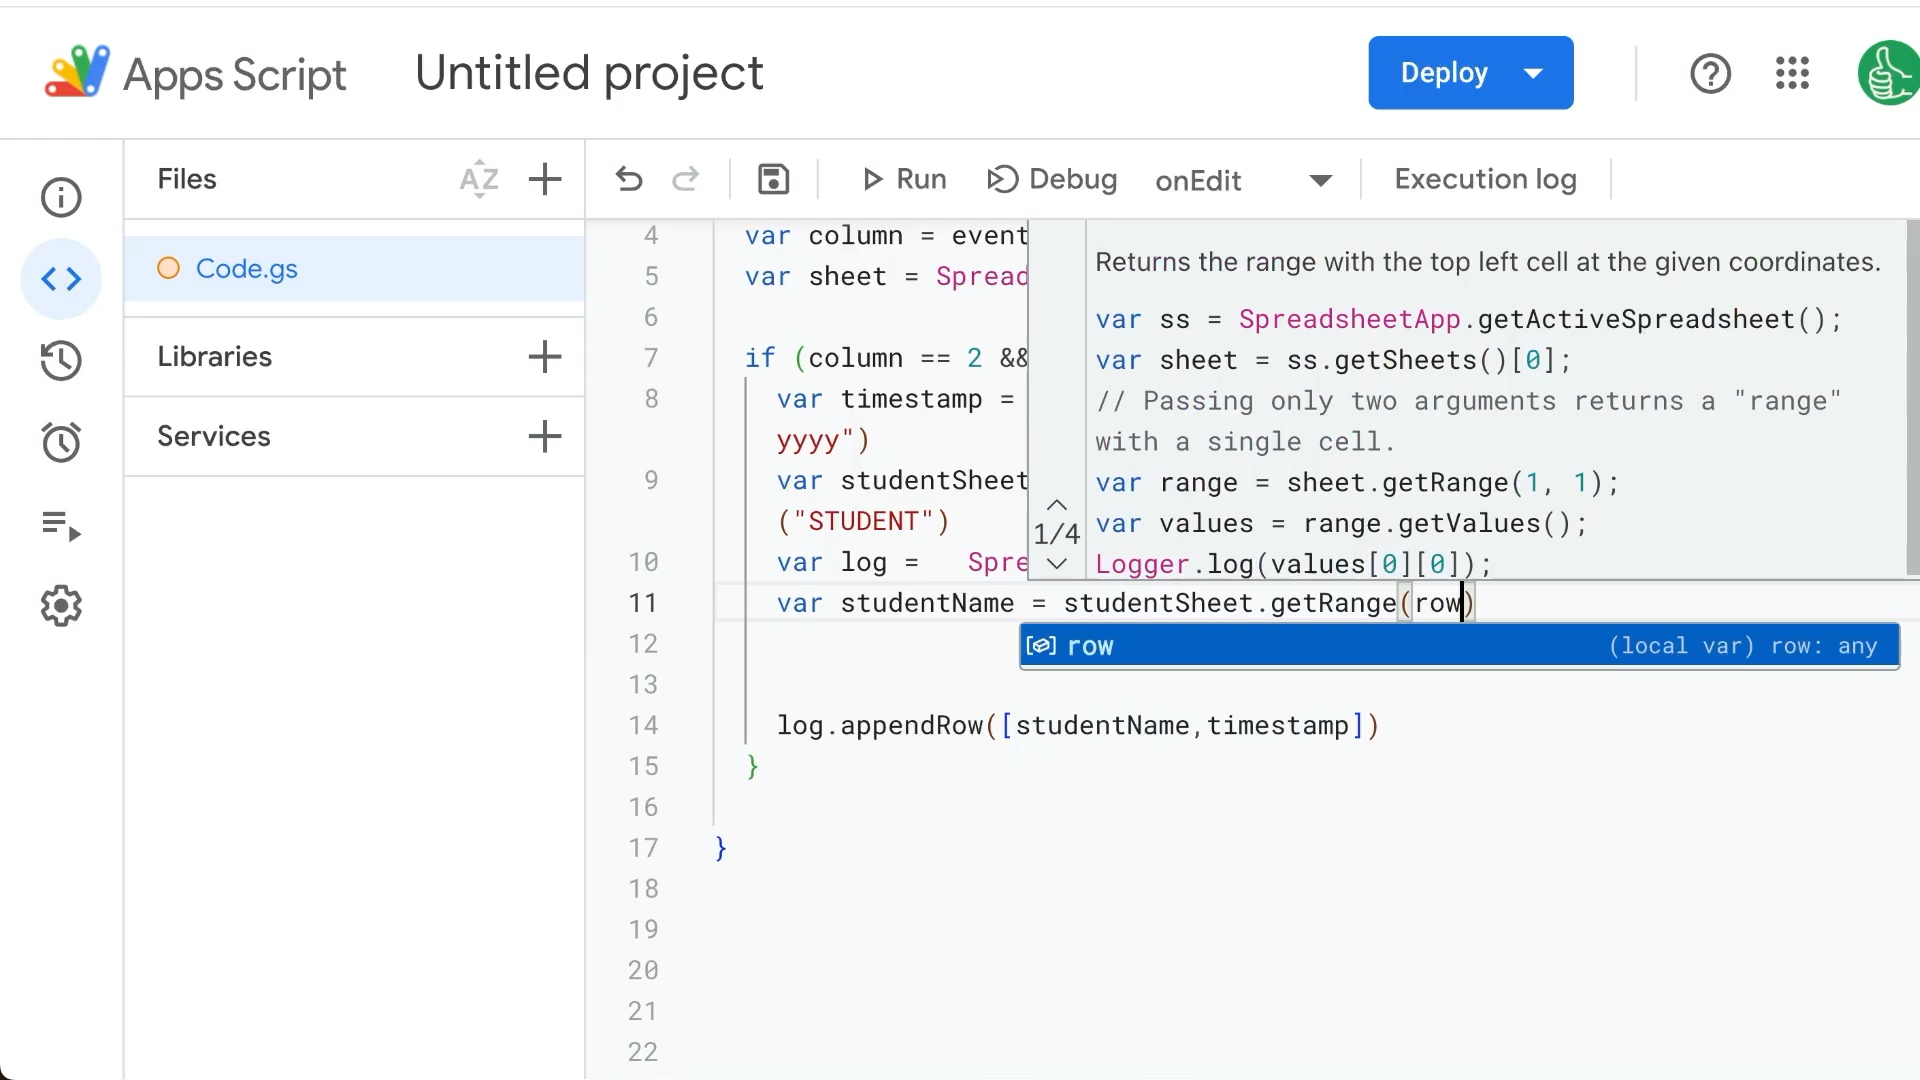 Apps Script
Untitled project
Deploy
Files
AZ
Run
Debug
onEdit
Execution log
Code.gs
Libraries
Services
4 var column = event
5 var sheet = Spread
6
7 if (column == 2 &&
8 var timestamp =
yyyy")
9 var studentSheet
("STUDENT")
10 var log = Spre
11 var studentName = studentSheet.getRange(row)
12
13
14 log.appendRow([studentName,timestamp])
15 }
16
17 }
18
19
20
21
22
1/4
Returns the range with the top left cell at the given coordinates.
var ss = SpreadsheetApp.getActiveSpreadsheet();
var sheet = ss.getSheets()[0];
// Passing only two arguments returns a "range"
with a single cell.
var range = sheet.getRange(1, 1);
var values = range.getValues();
Logger.log(values[0][0]);
row (local var) row: any